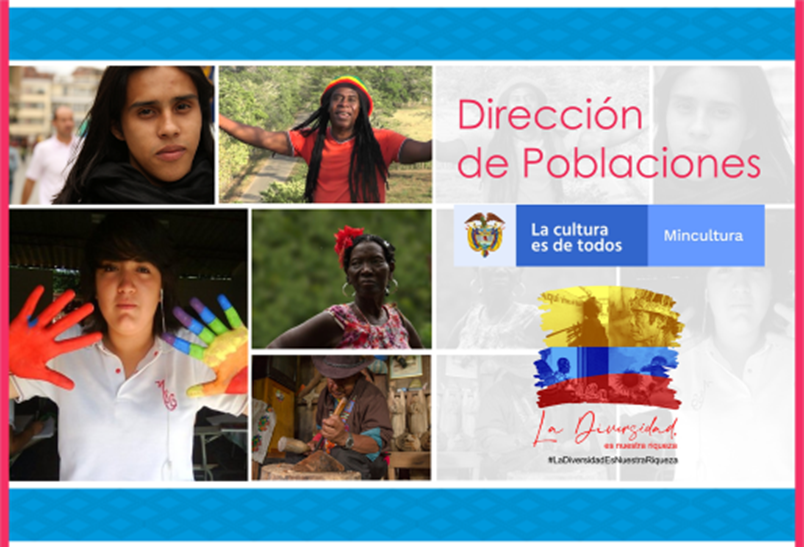 Dirección
de Poblaciones
La cultura
es de todos
Mincultura
La Diversidad,
es nuestra riqueza
#LaDiversidadEsNuestraRiqueza